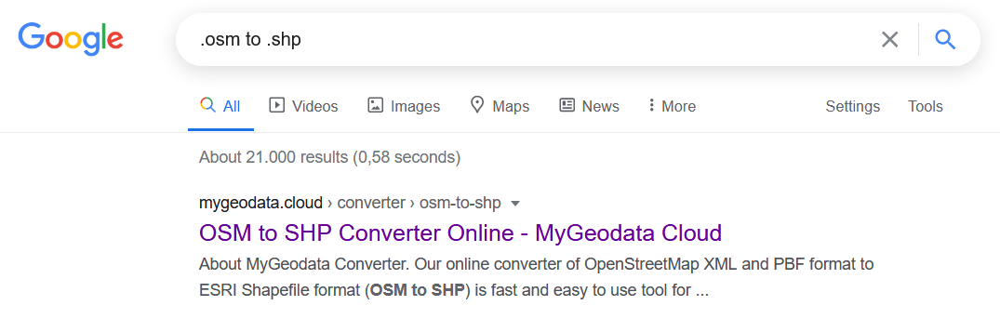 Google
.osm to .shp
All Videos Images Maps News More Settings Tools
About 21.000 results (0,58 seconds)
mygeodata.cloud › converter › osm-to-shp
OSM to SHP Converter Online - MyGeodata Cloud
About MyGeodata Converter. Our online converter of OpenStreetMap XML and PBF format to
ESRI Shapefile format (OSM to SHP) is fast and easy to use tool for ...